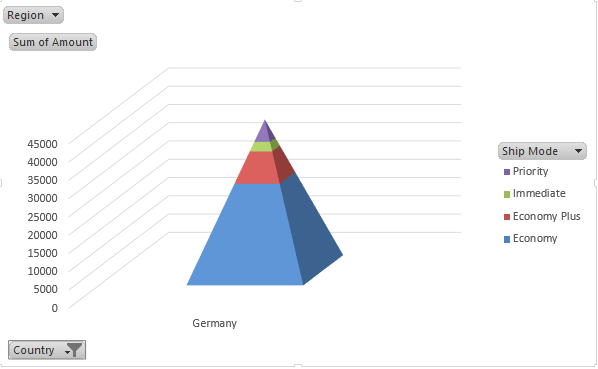 Region
Sum of Amount
45000
40000
35000
30000
25000
20000
15000
10000
5000
0
Germany
Ship Mode
Priority
Immediate
Economy Plus
Economy
Country